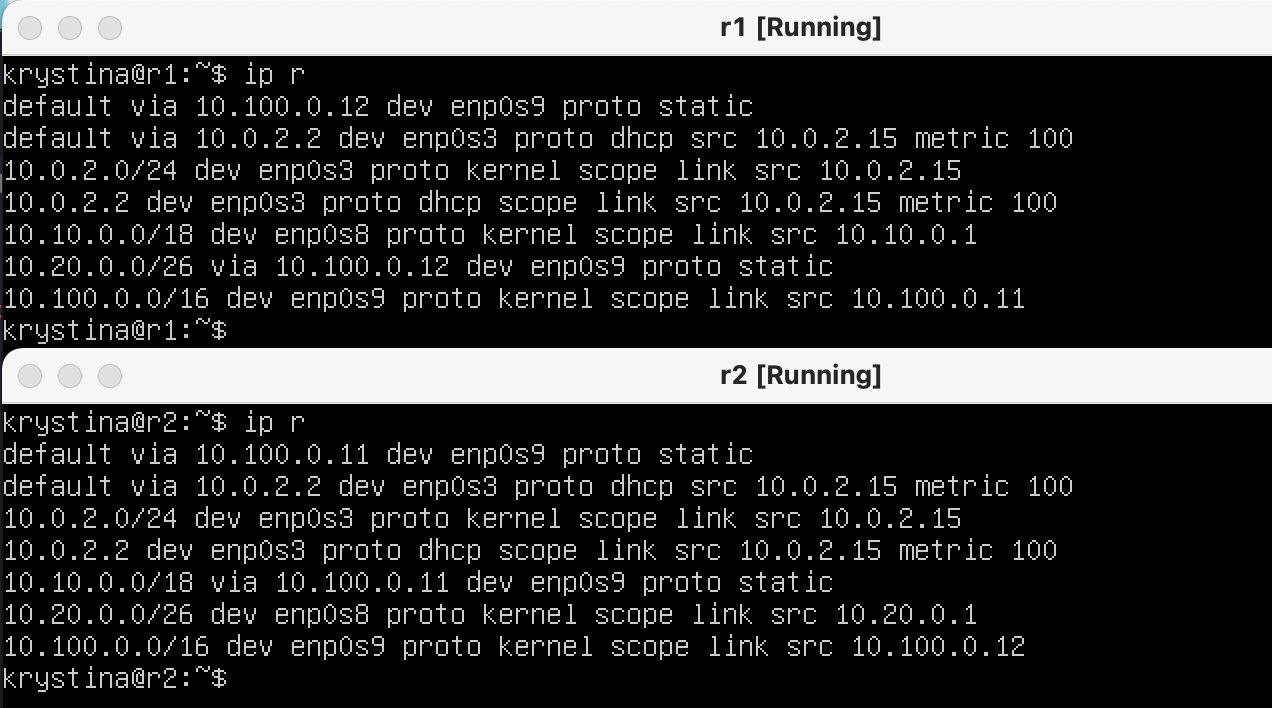 r1 [Running]
krystina@r1:~$ ip r
default via 10.100.0.12 dev enp0s9 proto static
default via 10.0.2.2 dev enp0s3 proto dhcp src 10.0.2.15 metric 100
10.0.2.0/24 dev enp0s3 proto kernel scope link src 10.0.2.15
10.0.2.2 dev enp0s3 proto dhcp scope link src 10.0.2.15 metric 100
10.10.0.0/18 dev enp0s8 proto kernel scope link src 10.10.0.1
10.20.0.0/26 via 10.100.0.12 dev enp0s9 proto static
10.100.0.0/16 dev enp0s9 proto kernel scope link src 10.100.0.11
krystina@r1:~$
r2 [Running]
krystina@r2:~$ ip r
default via 10.100.0.11 dev enp0s9 proto static
default via 10.0.2.2 dev enp0s3 proto dhcp src 10.0.2.15 metric 100
10.0.2.0/24 dev enp0s3 proto kernel scope link src 10.0.2.15
10.0.2.2 dev enp0s3 proto dhcp scope link src 10.0.2.15 metric 100
10.10.0.0/18 via 10.100.0.11 dev enp0s9 proto static
10.20.0.0/26 dev enp0s8 proto kernel scope link src 10.20.0.1
10.100.0.0/16 dev enp0s9 proto kernel scope link src 10.100.0.12
krystina@r2:~$